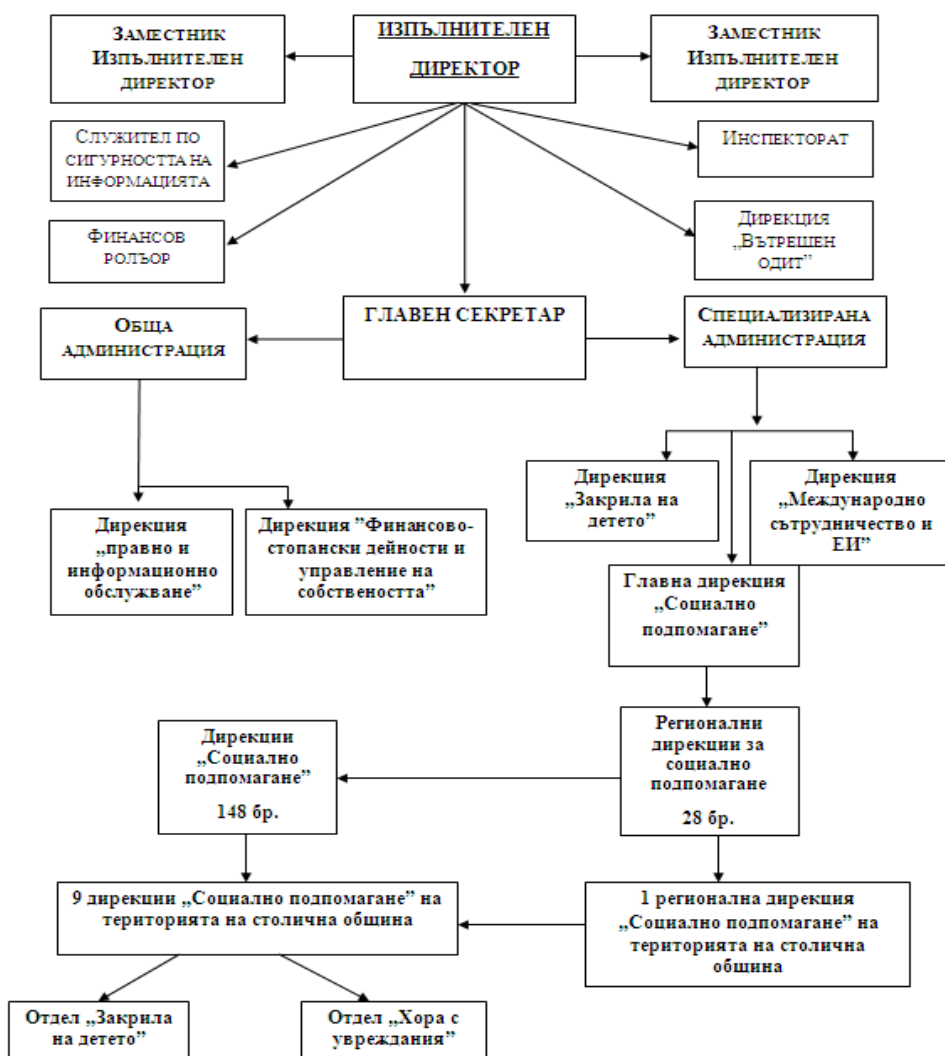 ЗАМЕСТНИК
ИЗПЪЛНИТЕЛЕН
ДИРЕКТОР
ИЗПЪЛНИТЕЛЕН
ДИРЕКТОР
ЗАМЕСТНИК
ИЗПЪЛНИТЕЛЕН
ДИРЕКТОР
СЛУЖИТЕЛ ПО
СИГУРНОСТТА НА
ИНФОРМАЦИЯТА
ИНСПЕКТОРАТ
ФИНАНСОВ
РОЛЪОР
ДИРЕКЦИЯ
„ВЪТРЕШЕН
ОДИТ”
ОБЩА
АДМИНИСТРАЦИЯ
ГЛАВЕН СЕКРЕТАР
СПЕЦИАЛИЗИРАНА
АДМИНИСТРАЦИЯ
Дирекция
„Закрила на
детето”
Дирекция
„Международно
сътрудничество и
ЕИ”
Дирекция
„правно и
информационно
обслужване”
Дирекция ”Финансово-
стопански дейности и
управление на
собствеността”
Главна дирекция
„Социално
подпомагане”
Дирекции
„Социално
подпомагане”
148 бр.
Регионални
дирекции за
социално
подпомагане
28 бр.
9 дирекции „Социално подпомагане” на
територията на столична община
1 регионална дирекция
„Социално подпомагане” на
територията на столична
община
Отдел „Закрила
на детето”
Отдел „Хора с
увреждания”